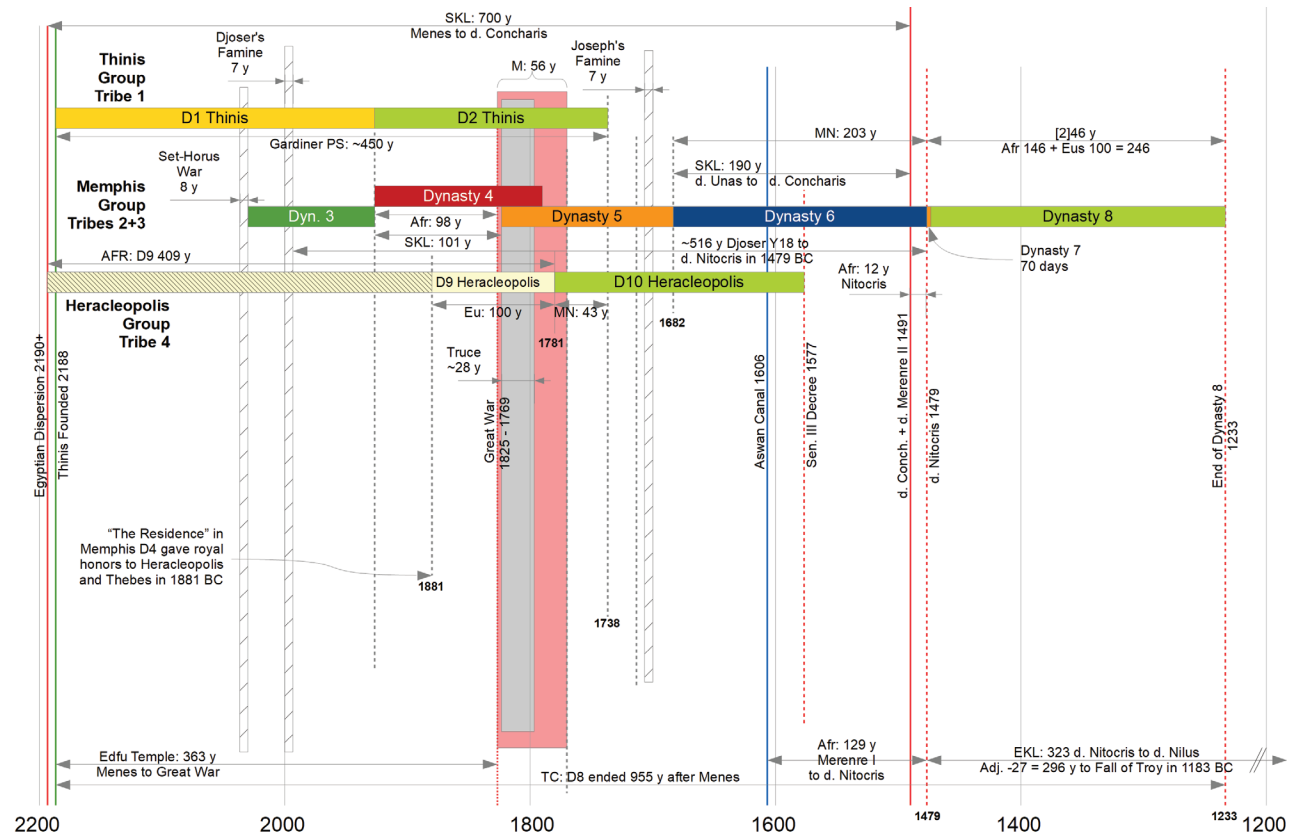 SKL: 700 y
Menes to d. Concharis
Thinis
Group
Tribe 1
Djoser's
Famine
7 y
Joseph's
Famine
7 y
M: 56 y
D1 Thinis
D2 Thinis
Gardiner PS: ~450 y
MN: 203 y
[2]46 y
Afr 146 + Eus 100 = 246
Set-Horus
War
8 y
SKL: 190 y
d. Unas to d. Concharis
Memphis
Group
Tribes 2+3
Dynasty 4
Dyn. 3
Dynasty 5
Dynasty 6
Dynasty 8
Afr: 98 y
SKL: 101 y
~516 y Djoser Y18 to
d. Nitocris in 1479 BC
Dynasty 7
70 days
AFR: D9 409 y
Afr: 12 y
Nitocris
D9 Heracleopolis
D10 Heracleopolis
Heracleopolis
Group
Tribe 4
Eu: 100 y
MN: 43 y
1682
1781
Truce
~28 y
Egyptian Dispersion 2190+
Thinis Founded 2188
Great War
1825 - 1769
Aswan Canal 1606
Sen. III Decree 1577
d. Conch. + d. Merenre II 1491
d. Nitocris 1479
End of Dynasty 8
1233
"The Residence" in
Memphis D4 gave royal
honors to Heracleopolis
and Thebes in 1881 BC
1881
1738
Edfu Temple: 363 y
Menes to Great War
TC: D8 ended 955 y after Menes
Afr: 129 y
Merenre I
to d. Nitocris
EKL: 323 d. Nitocris to d. Nilus
Adj. -27 = 296 y to Fall of Troy in 1183 BC
2200
2000
1800
1600
1479
1400
1233
1200